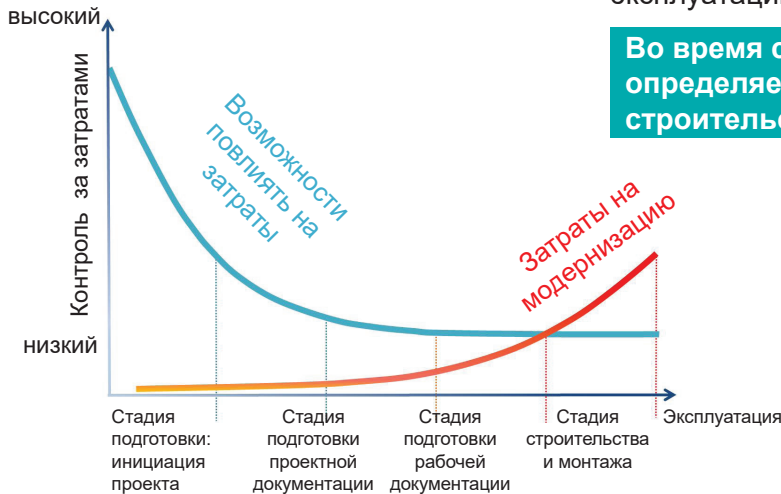 эксплуатаци
Во время
определяе
строитель
высокий
Контроль за затратами
низкий
Возможности
повлиять на
затраты
Затраты на
модернизацию
Стадия
подготовки:
инициация
проекта
Стадия
подготовки
проектной
документации
Стадия
подготовки
рабочей
документации
Стадия
строительства
и монтажа
Эксплуатация